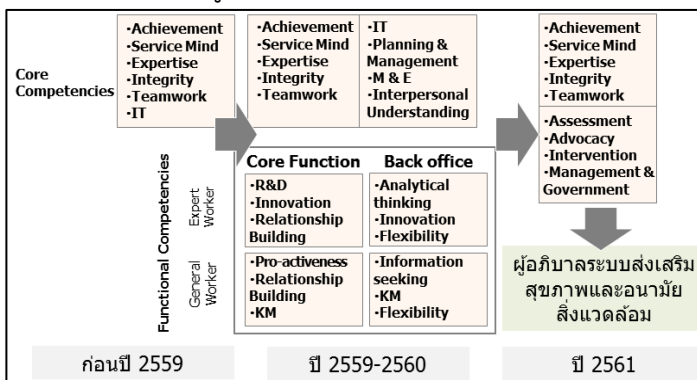 Core
Competencies
·Achievement
·Service Mind
·Expertise
·Integrity
·Teamwork
·IT
·Achievement
·Service Mind
·Expertise
·Integrity
·Teamwork
·IT
·Planning &
Management
·M & E
·Interpersonal
Understanding
·Achievement
·Service Mind
·Expertise
·Integrity
·Teamwork
·Assessment
·Advocacy
·Intervention
·Management &
Government
Functional Competencies
Expert
Worker
General
Worker
Core Function
Back office
·R&D
·Innovation
·Relationship
Building
·Analytical
thinking
·Innovation
·Flexibility
·Pro-activeness
·Relationship
Building
·KM
·Information
seeking
·KM
·Flexibility
ผู้อภิบาลระบบส่งเสริม
สุขภาพและอนามัย
สิ่งแวดล้อม
ก่อนปี 2559
ปี 2559-2560
ปี 2561